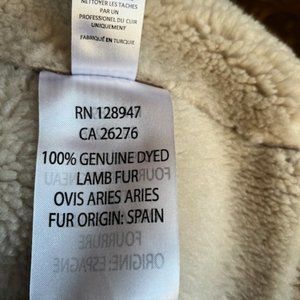 NETTOYER LES TACHES
PAR UN
PROFESSIONEL DU CUIR
UNIQUEMENT
FABRIQUÉ EN TURQUIE
RN 128947
CA 26276
100% GENUINE DYED
LAMB FUR
OVIS ARIES ARIES
FUR ORIGIN: SPAIN
FOURRURE
ORIGINE: ESPAGNE